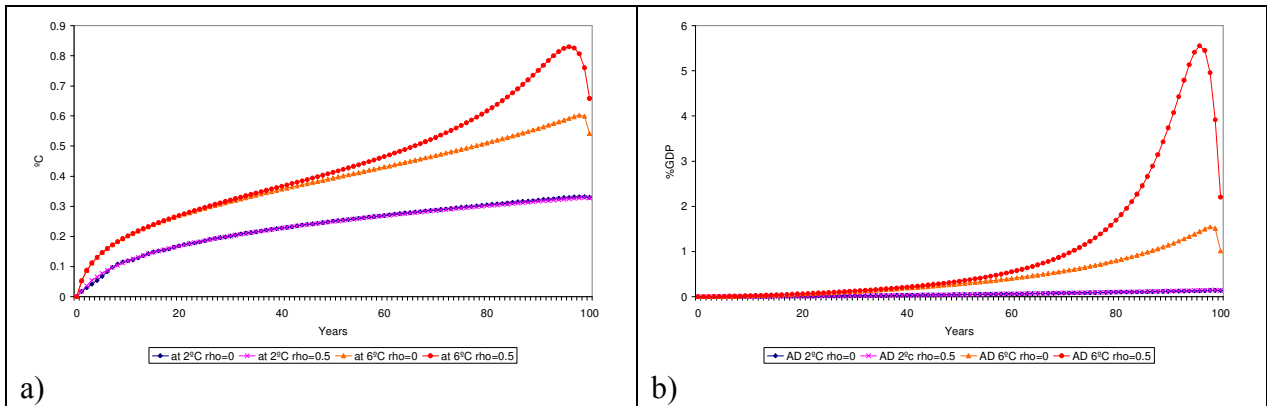 0.9
0.8
0.7
0.6
0.5
0.4
0.3
0.2
0.1
0
ºC
0 20 40 60 80 100
Years
at 2ºC rho=0 at 2ºC rho=0.5 at 6ºC rho=0 at 6ºC rho=0.5
a)
6
5
4
3
2
1
0
%GDP
0 20 40 60 80 100
Years
AD 2ºC rho=0 AD 2ºc rho=0.5 AD 6ºC rho=0 AD 6ºC rho=0.5
b)